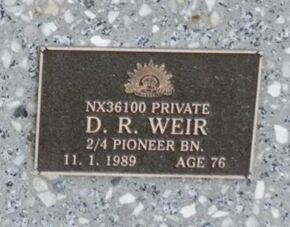 NX36100 PRIVATE
D. R. WEIR
2/4 PIONEER BN.
11. 1. 1989 AGE 76